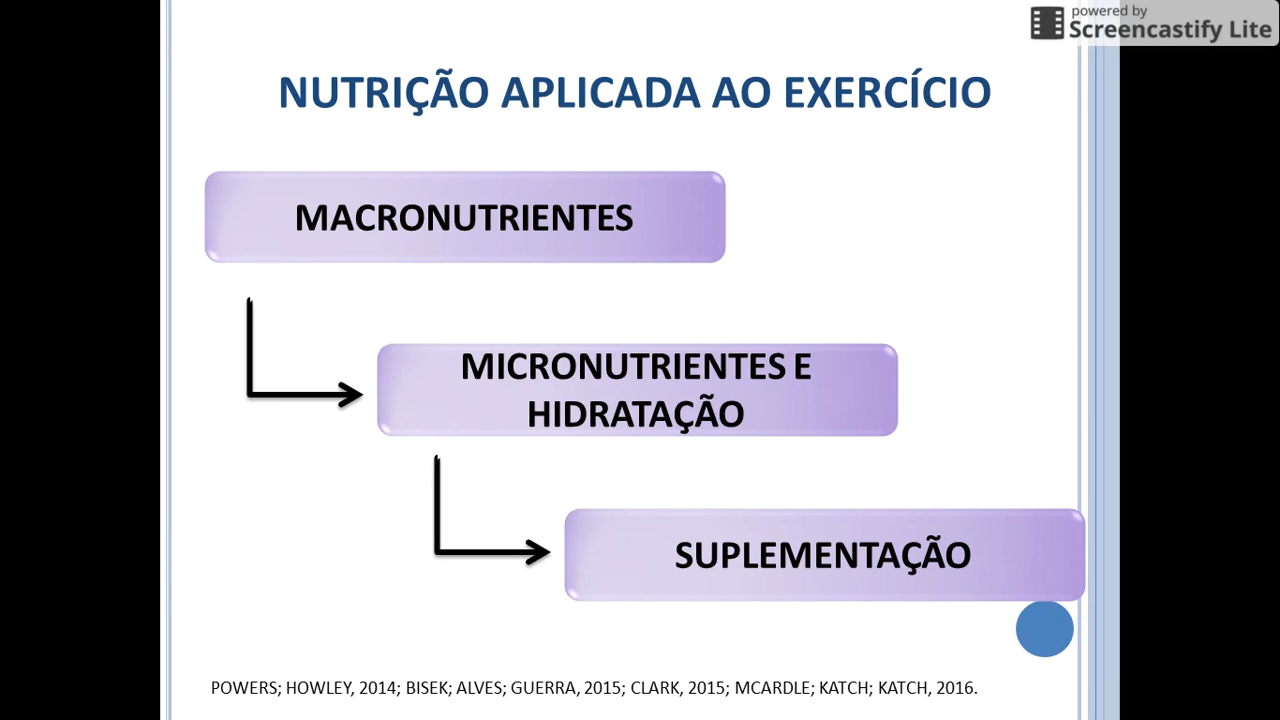 powered by
Screencastify Lite
NUTRIÇÃO APLICADA AO EXERCÍCIO
MACRONUTRIENTES
MICRONUTRIENTES E
HIDRATAÇÃO
SUPLEMENTAÇÃO
POWERS; HOWLEY, 2014; BISEK; ALVES; GUERRA, 2015; CLARK, 2015; MCARDLE; KATCH; KATCH, 2016.